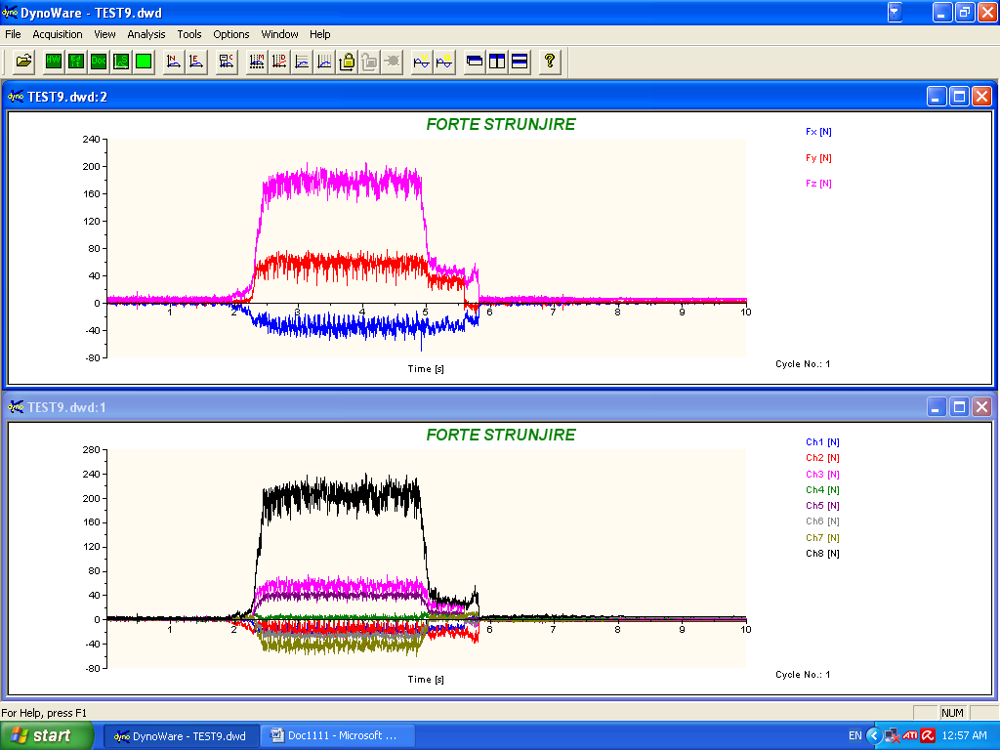 DynoWare - TEST9.dwd
File Acquisition View Analysis Tools Options Window Help
TEST9.dwd:2
FORTE STRUNJIRE
Fx [N]
Fy [N]
Fz [N]
240
200
160
120
80
40
0
-40
-80
1 2 3 4 5 6 7 8 9 10
Time [s]
Cycle No.: 1
TEST9.dwd:1
FORTE STRUNJIRE
Ch1 [N]
Ch2 [N]
Ch3 [N]
Ch4 [N]
Ch5 [N]
Ch6 [N]
Ch7 [N]
Ch8 [N]
280
240
200
160
120
80
40
0
-40
-80
1 2 3 4 5 6 7 8 9 10
Time [s]
Cycle No.: 1
For Help, press F1
NUM
start
DynoWare - TEST9.dwd
Doc1111 - Microsoft ...
EN
ATI
12:57 AM